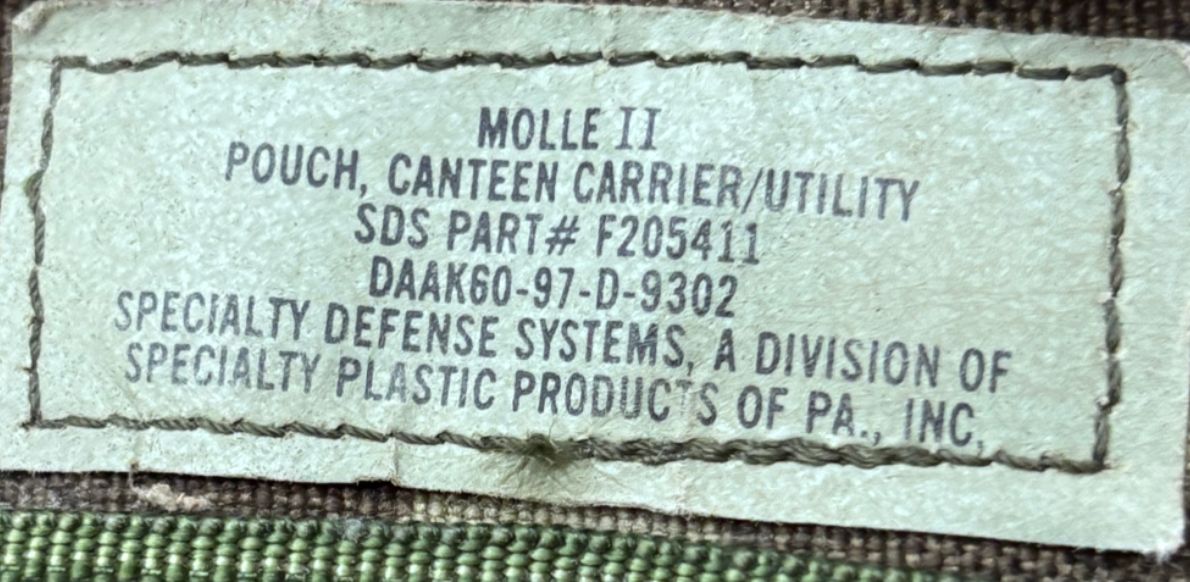 MOLLE II
POUCH, CANTEEN CARRIER/UTILITY
SDS PART# F205411
DAAK60-97-D-9302
SPECIALTY DEFENSE SYSTEMS, A DIVISION OF
SPECIALTY PLASTIC PRODUCTS OF PA., INC.